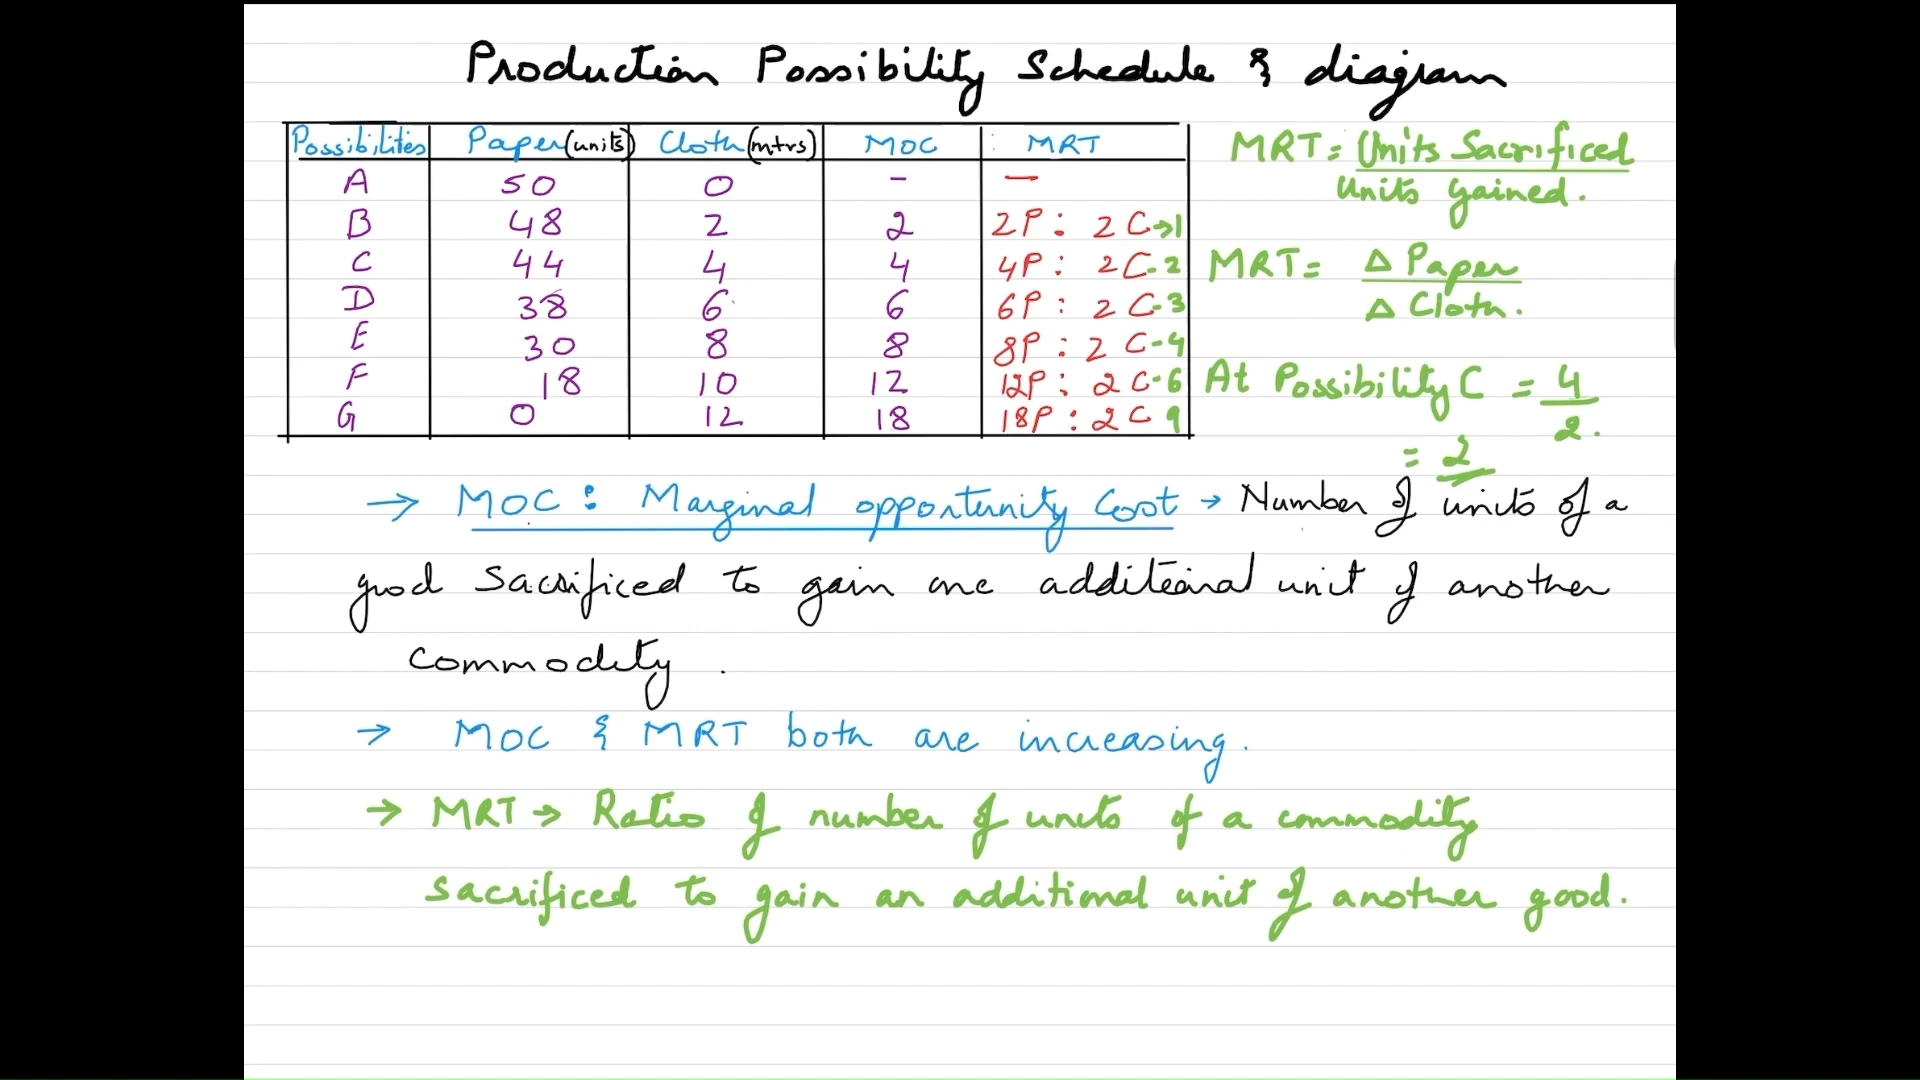 Production Possibility Schedule & diagram
Possibilites Paper(units) Cloth(mtrs) MOC MRT
A 50 0 - —
B 48 2 2 2P : 2C→1
C 44 4 4 4P : 2C-2
D 38 6 6 6P : 2C-3
E 30 8 8 8P : 2C-4
F 18 10 12 12P : 2C-6
G 0 12 18 18P : 2C 9
MRT = Units Sacrificed
Units gained.
MRT = Δ Paper
Δ Cloth.
At Possibility C = 4
2.
= 2
→ MOC : Marginal opportunity Cost → Number of units of a
good sacrificed to gain one additional unit of another
commodity.
→ MOC & MRT both are increasing.
→ MRT → Ratio of number of units of a commodity
sacrificed to gain an additional unit of another good.